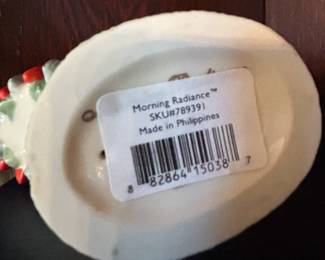 Morning Radiance™
SKU#789391
Made in Philippines
8 82864 15038 7